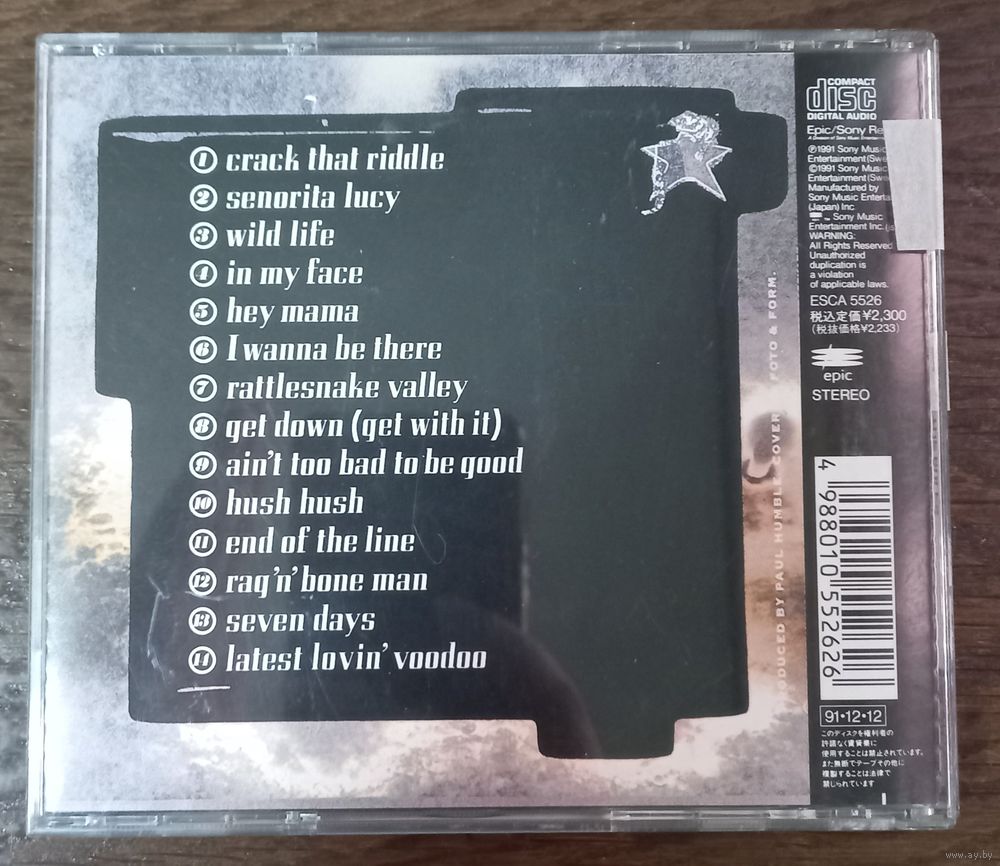 1 crack that riddle
2 senorita lucy
3 wild life
4 in my face
5 hey mama
6 I wanna be there
7 rattlesnake valley
8 get down (get with it)
9 ain't too bad to be good
10 hush hush
11 end of the line
12 rag'n'bone man
13 seven days
14 latest lovin' voodoo
PAUL HUMBLE COVER FOTO & FORM.
COMPACT
disc
DIGITAL AUDIO
Epic/Sony
℗1991 Sony Music
Entertainment
©1991 Sony Music
Entertainment
Manufactured by
Sony Music
(Japan) Inc
Sony Music
Entertainment Inc.
WARNING:
All Rights Reserved
Unauthorized
duplication is
a violation
of applicable laws.
ESCA 5526
税込定価¥2,300
(税抜価格¥2,233)
epic
STEREO
4 988010 552626
91•12•12
このディスクを権利者の
許諾なく賃貸業に
使用することは禁止されています。
また無断でテープその他に
複製することは法律で
禁じられています
www.ay.by